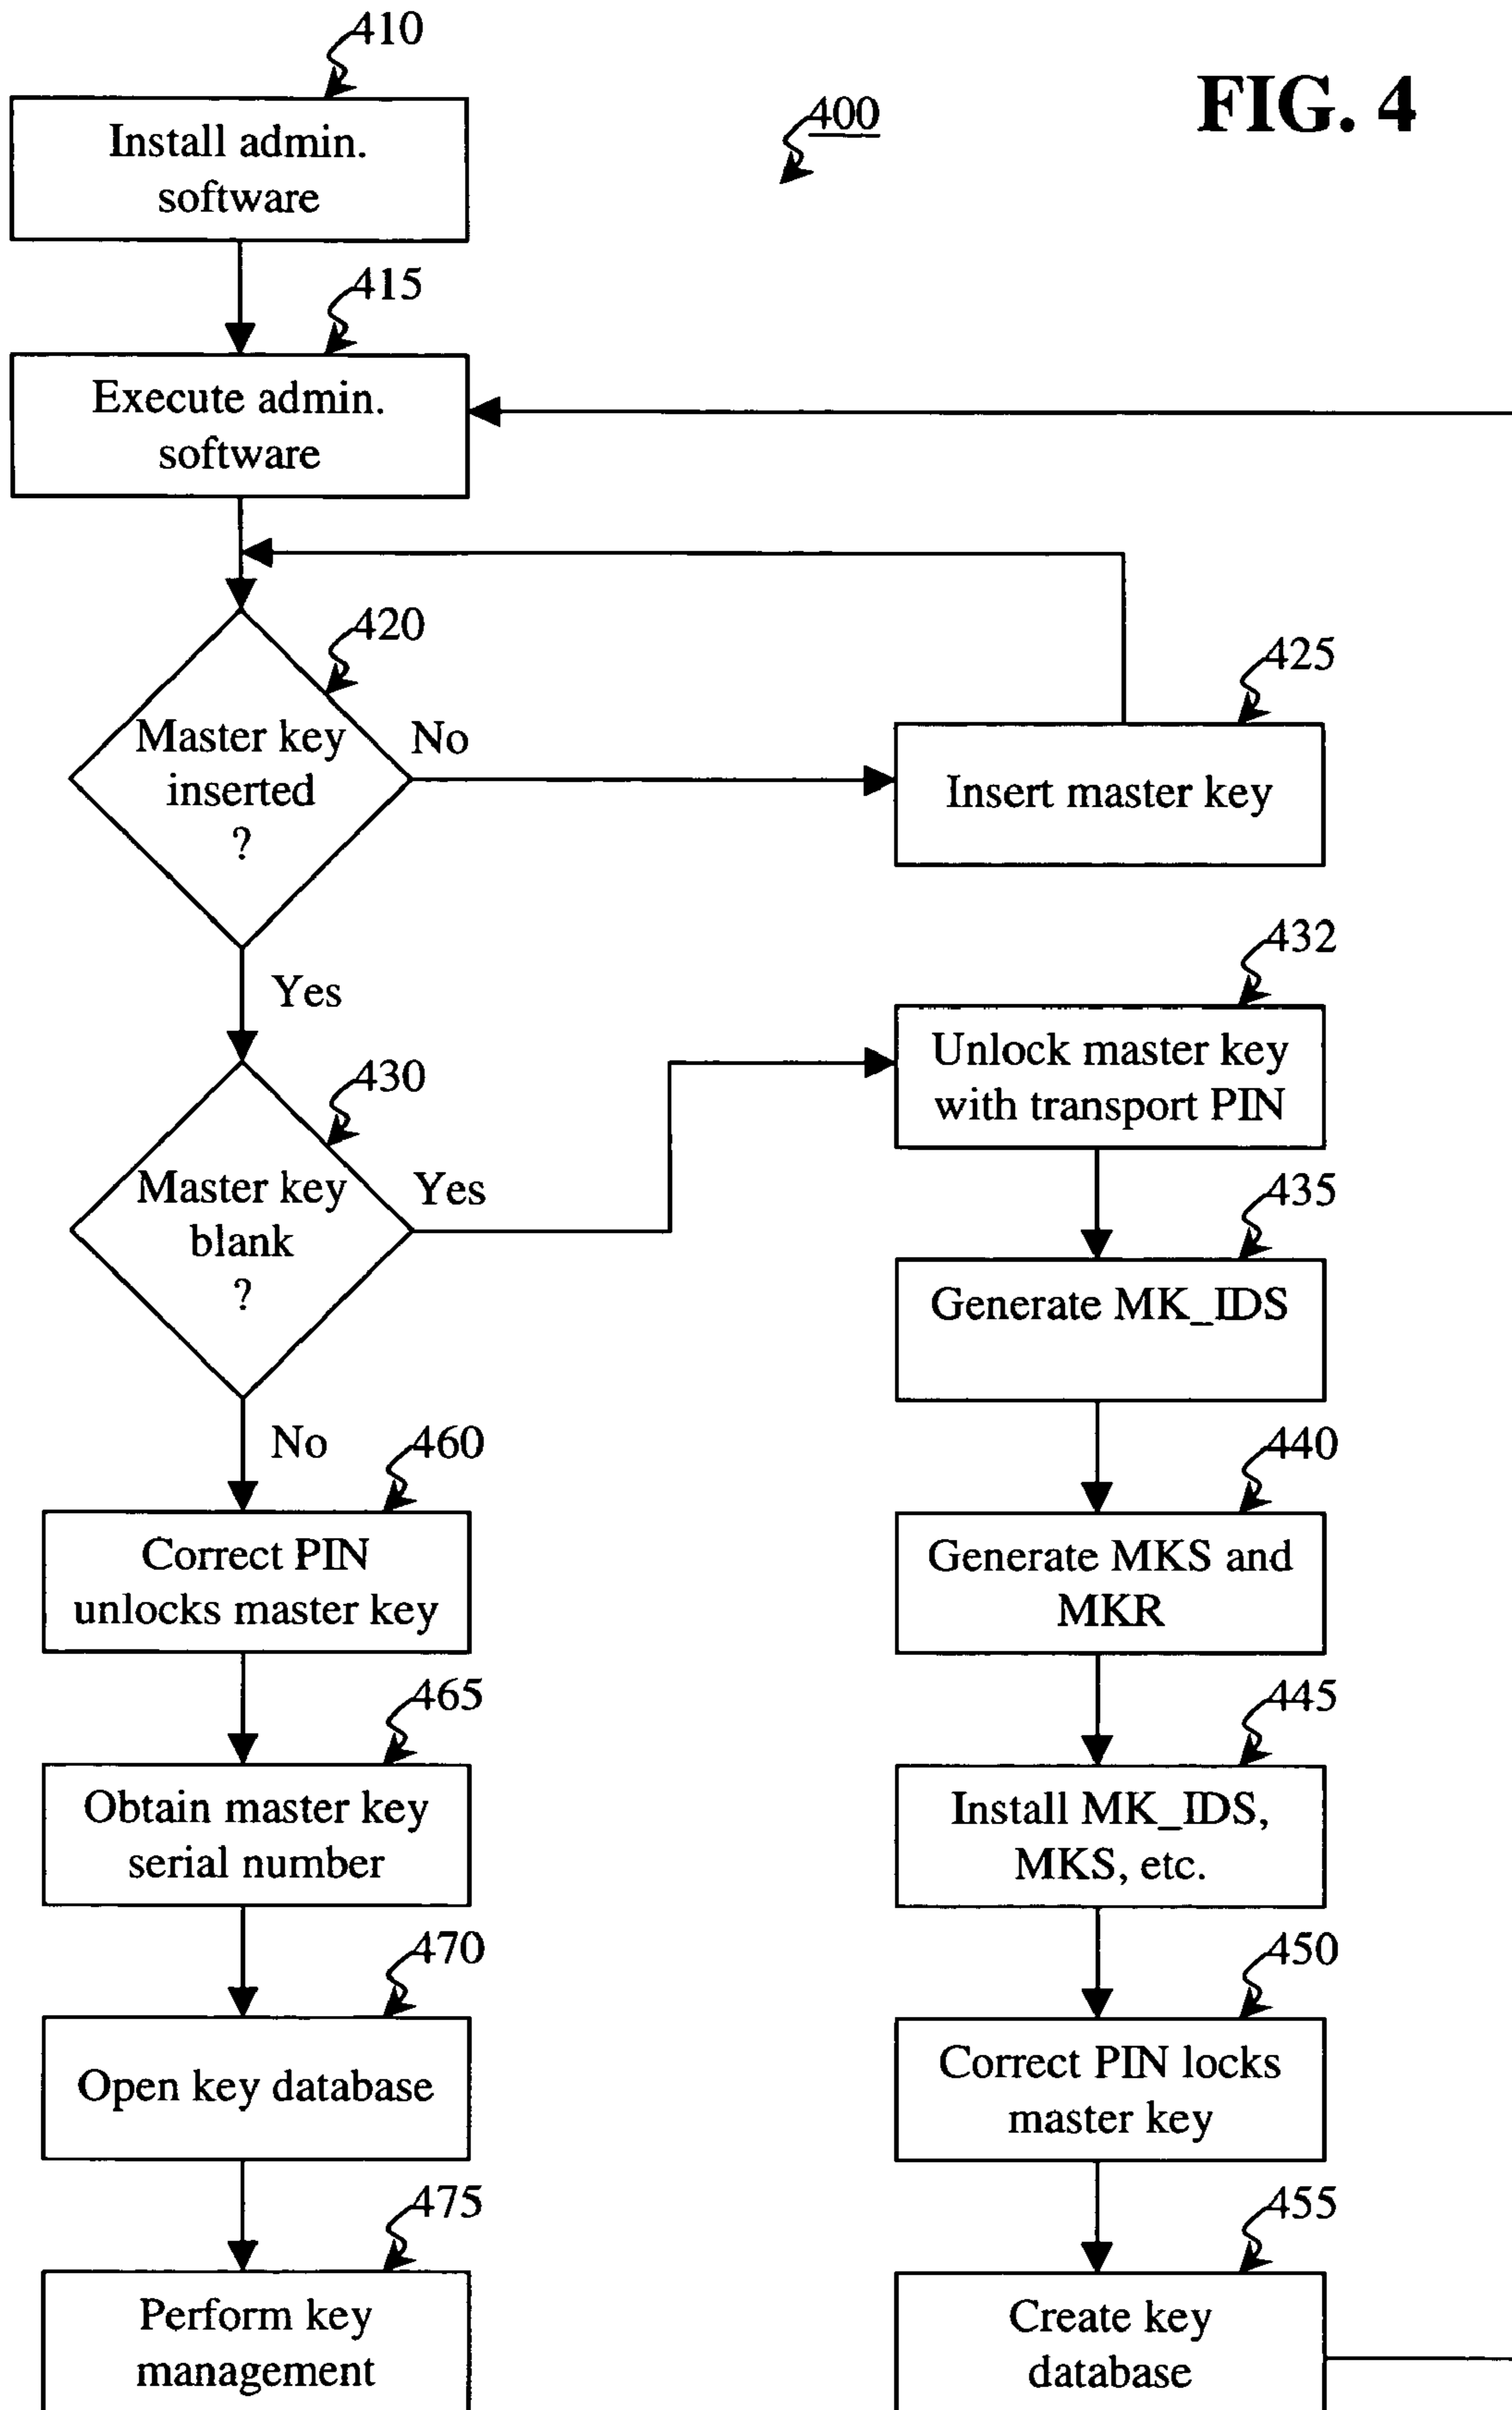 FIG. 4
400
410
Install admin.
software
415
Execute admin.
software
420
Master key
inserted
?
No
425
Insert master key
Yes
430
Master key
blank
?
Yes
432
Unlock master key
with transport PIN
435
Generate MK_IDS
440
Generate MKS and
MKR
445
Install MK_IDS,
MKS, etc.
450
Correct PIN locks
master key
455
Create key
database
No
460
Correct PIN
unlocks master key
465
Obtain master key
serial number
470
Open key database
475
Perform key
management